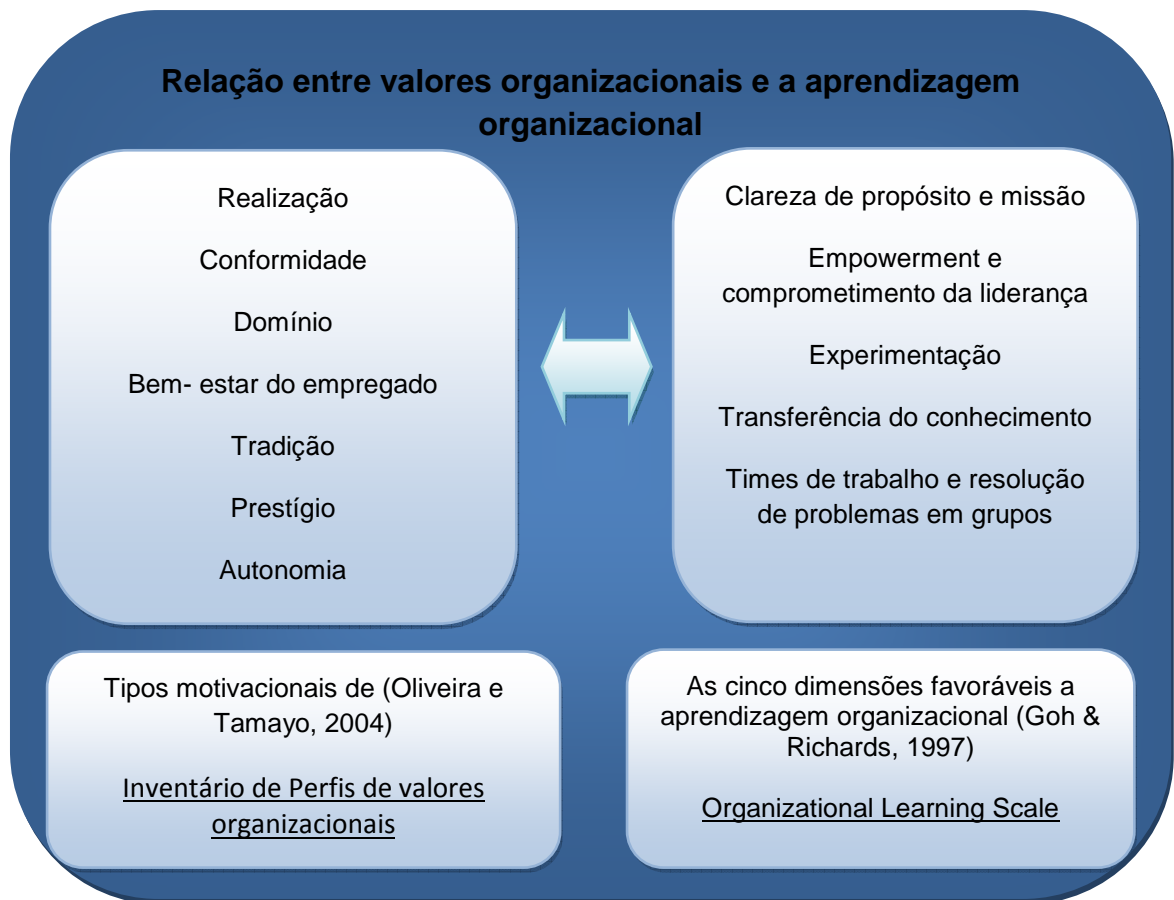 Relação entre valores organizacionais e a aprendizagem
organizacional
Realização
Conformidade
Domínio
Bem- estar do empregado
Tradição
Prestígio
Autonomia
Clareza de propósito e missão
Empowerment e
comprometimento da liderança
Experimentação
Transferência do conhecimento
Times de trabalho e resolução
de problemas em grupos
Tipos motivacionais de (Oliveira e
Tamayo, 2004)
Inventário de Perfis de valores
organizacionais
As cinco dimensões favoráveis a
aprendizagem organizacional (Goh &
Richards, 1997)
Organizational Learning Scale